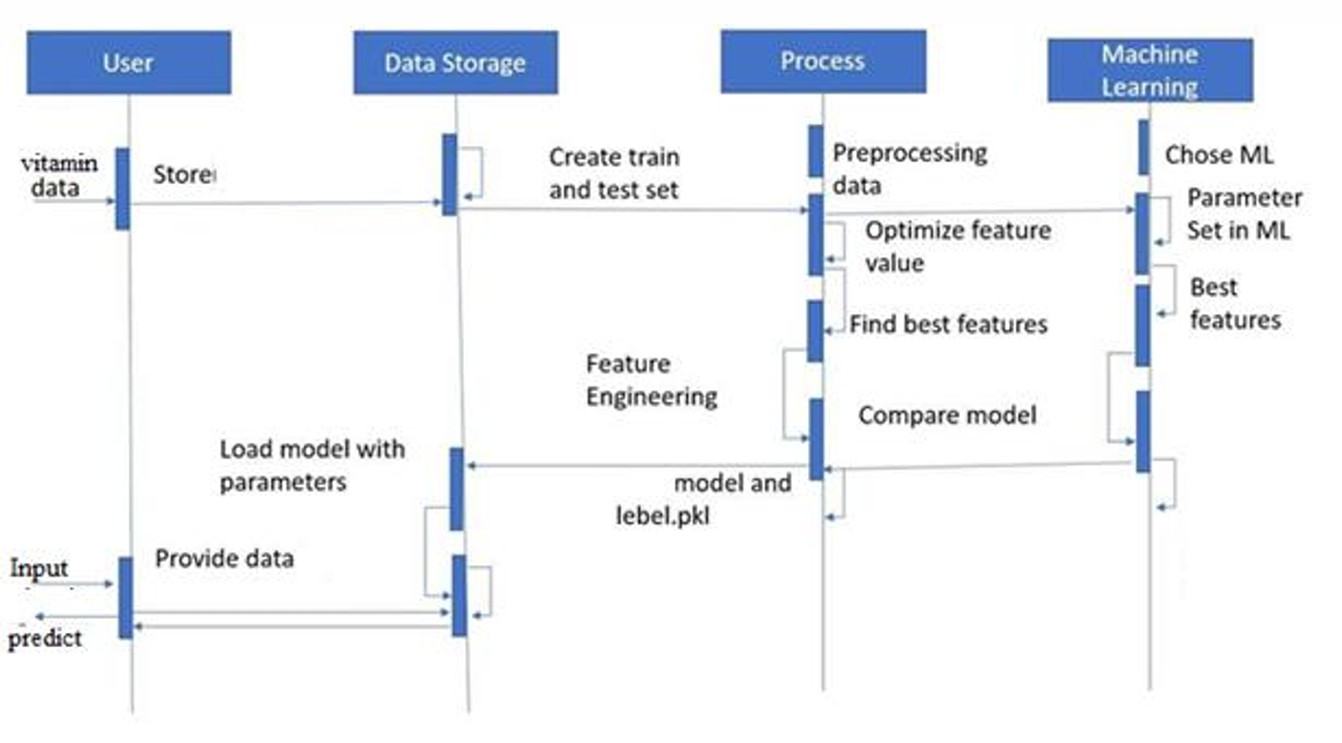 User
Data Storage
Process
Machine
Learning
vitamin
data
Store
Create train
and test set
Preprocessing
data
Chose ML
Parameter
Set in ML
Optimize feature
value
Best
features
Find best features
Feature
Engineering
Compare model
Load model with
parameters
model and
lebel.pkl
Provide data
Input
predict